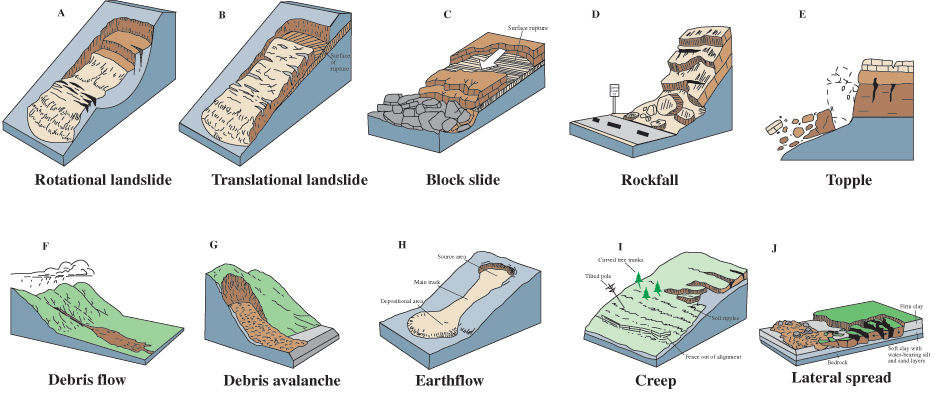 A
B
C
D
E
Surface rupture
Surface
of
rupture
Rotational landslide
Translational landslide
Block slide
Rockfall
Topple
F
G
H
I
J
Source area
Main track
Depositional area
Curved tree trunks
Tilted pole
Soil ripples
Fence out of alignment
Firm clay
Soft clay with
water-bearing silt
and sand layers
Bedrock
Debris flow
Debris avalanche
Earthflow
Creep
Lateral spread